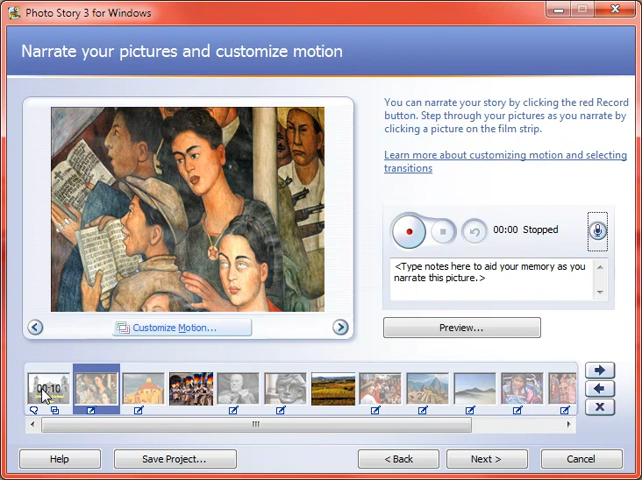 Photo Story 3 for Windows
Narrate your pictures and customize motion
You can narrate your story by clicking the red Record
button. Step through your pictures as you narrate by
clicking a picture on the film strip.
Learn more about customizing motion and selecting
transitions
00:00 Stopped
<Type notes here to aid your memory as you
narrate this picture.>
Customize Motion...
Preview...
00:10
Help
Save Project...
< Back
Next >
Cancel